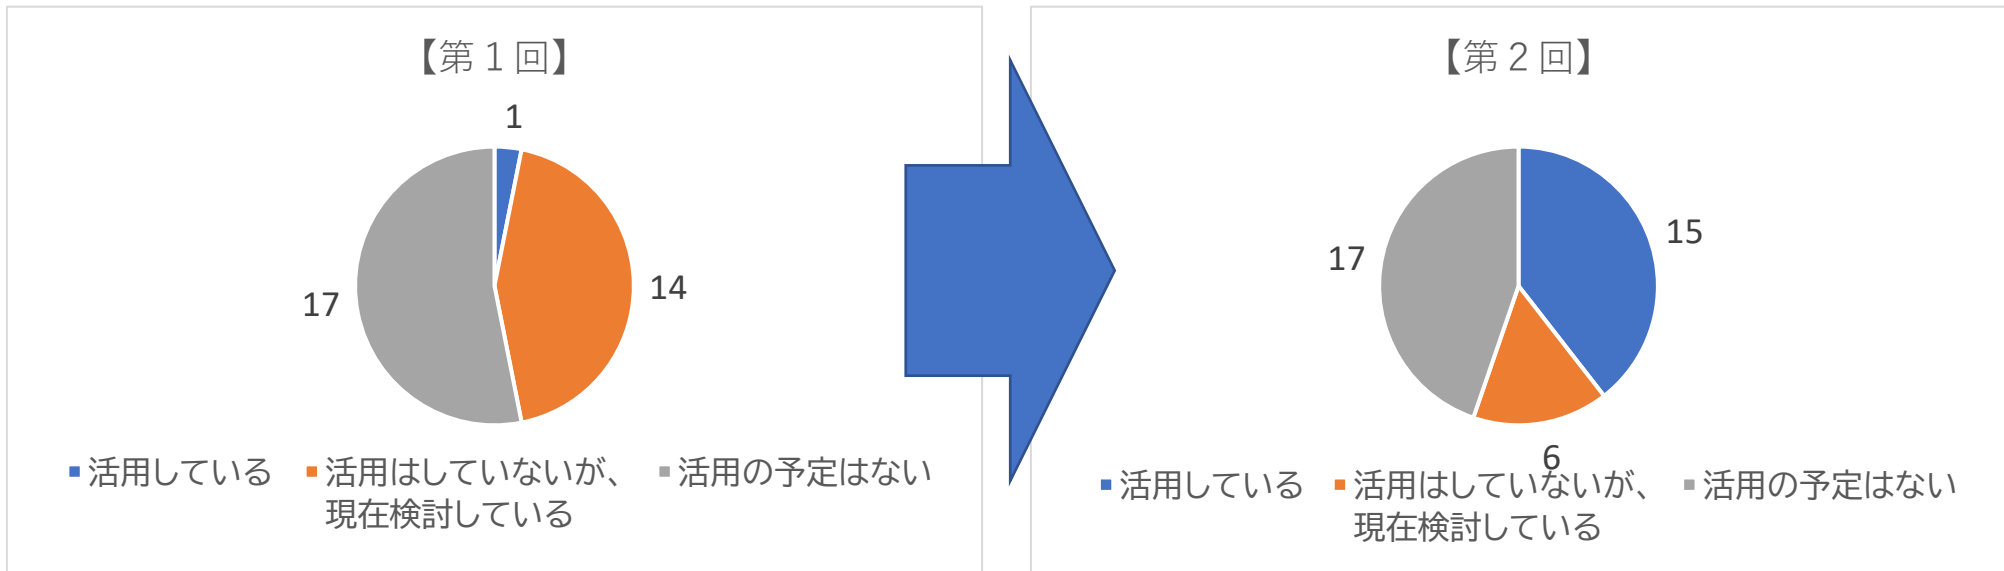 【第１回】
1
14
17
活用している
活用はしていないが、
現在検討している
活用の予定はない
【第２回】
15
17
6
活用している
活用はしていないが、
現在検討している
活用の予定はない